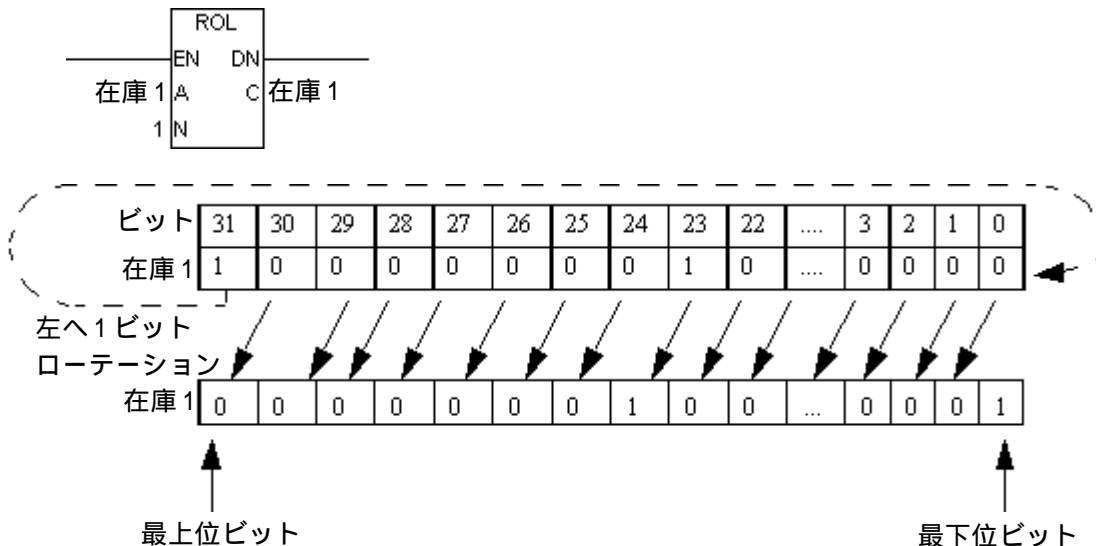 ROL
EN DN
在庫1 A C 在庫1
1 N
ビット 31 30 29 28 27 26 25 24 23 22 .... 3 2 1 0
在庫1 1 0 0 0 0 0 0 0 1 0 .... 0 0 0 0
左へ1ビット
ローテーション
在庫1 0 0 0 0 0 0 0 1 0 0 ... 0 0 0 1
最上位ビット 最下位ビット